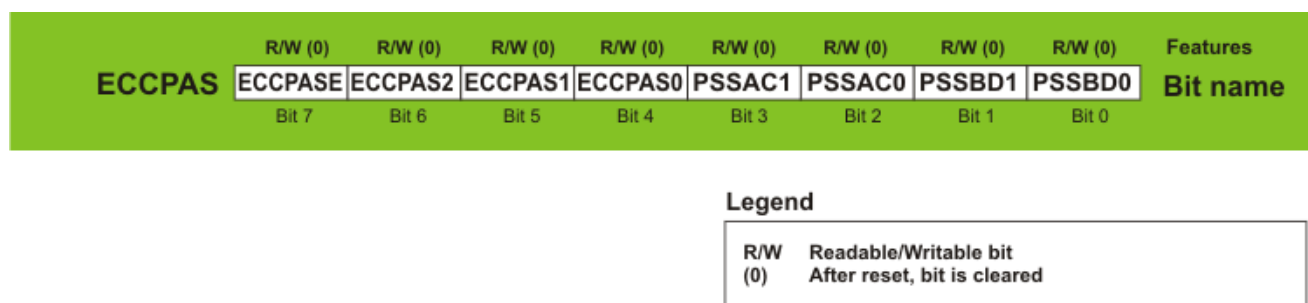 R/W (0) R/W (0) R/W (0) R/W (0) R/W (0) R/W (0) R/W (0) R/W (0) Features
ECCPAS ECCPASE ECCPAS2 ECCPAS1 ECCPAS0 PSSAC1 PSSAC0 PSSBD1 PSSBD0 Bit name
Bit 7 Bit 6 Bit 5 Bit 4 Bit 3 Bit 2 Bit 1 Bit 0
Legend
R/W Readable/Writable bit
(0) After reset, bit is cleared